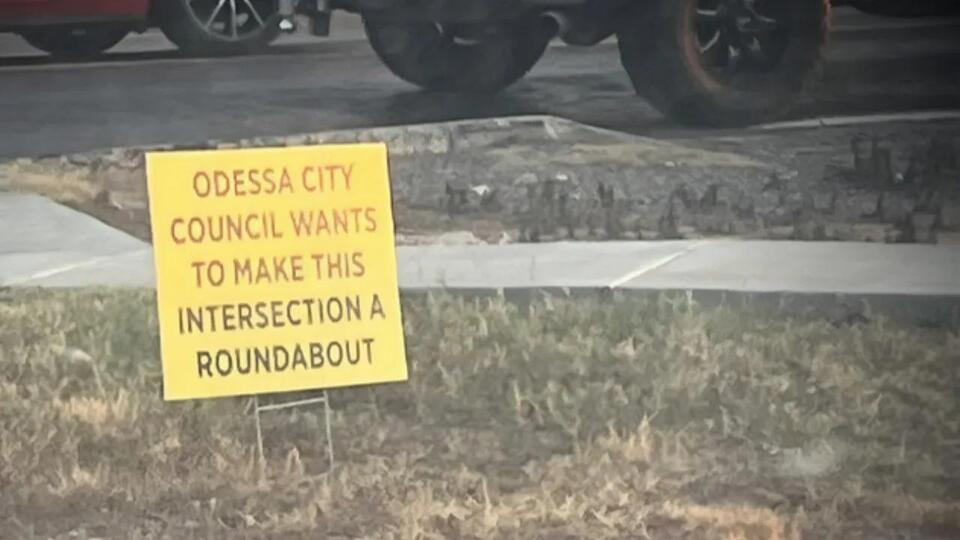 ODESSA CITY
COUNCIL WANTS
TO MAKE THIS
INTERSECTION A
ROUNDABOUT